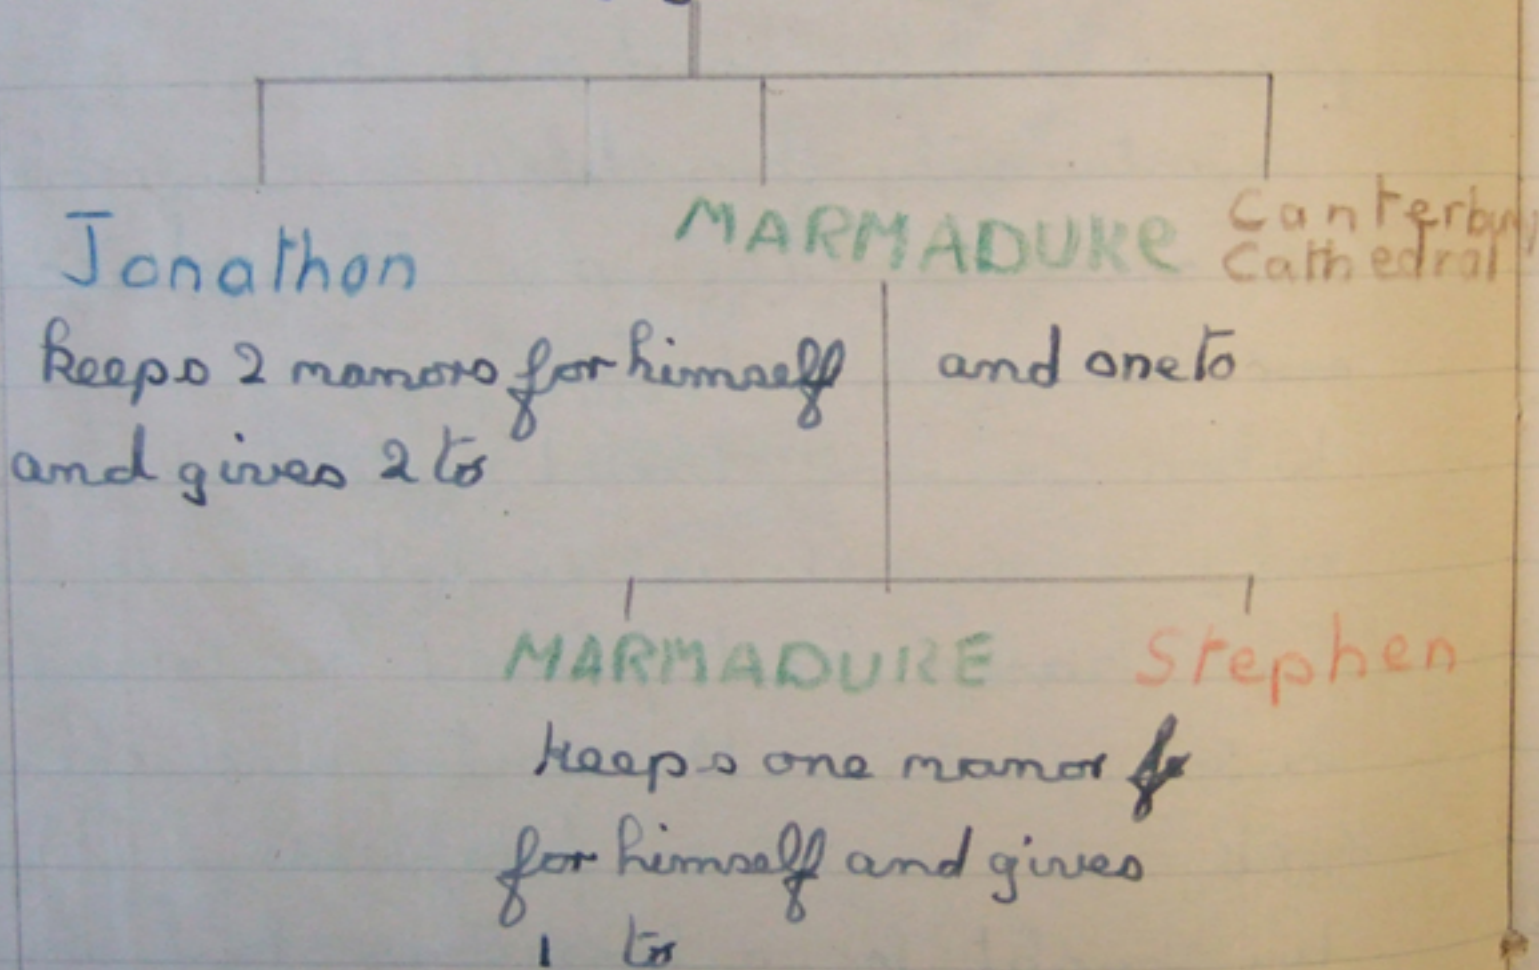 Jonathon MARMADUKe Canterbury
Cathedral
keeps 2 manors for himself and one to
and gives 2 to
MARMADUKE Stephen
keeps one manor
for himself and gives
1 to